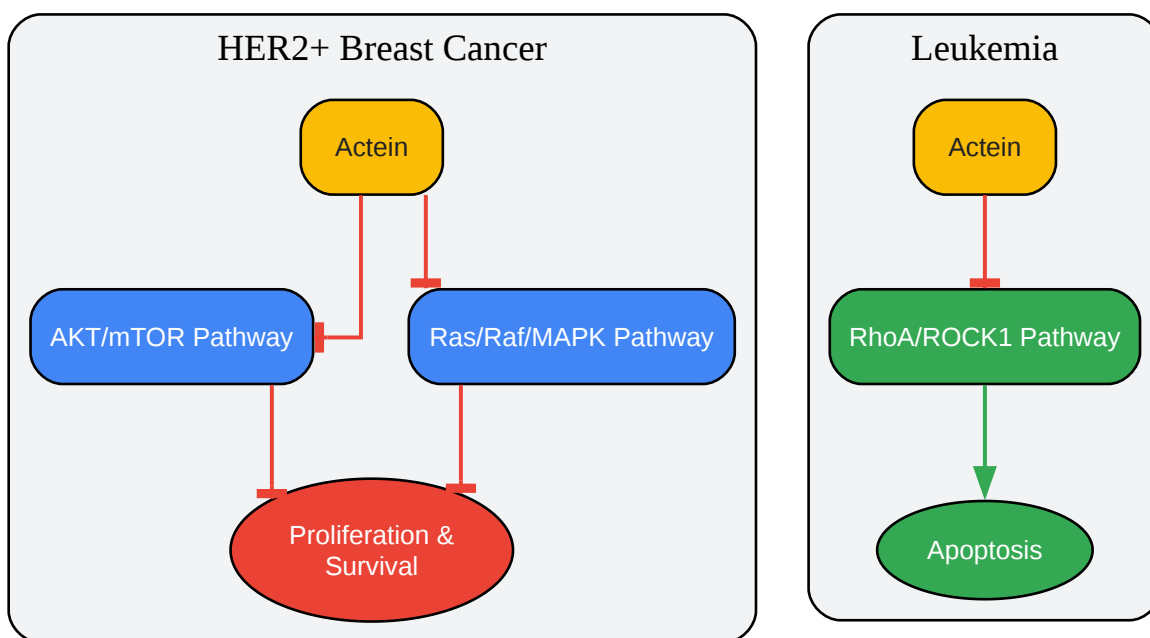 HER2+ Breast Cancer
Actein
AKT/mTOR Pathway
Ras/Raf/MAPK Pathway
Proliferation &
Survival
Leukemia
Actein
RhoA/ROCK1 Pathway
Apoptosis